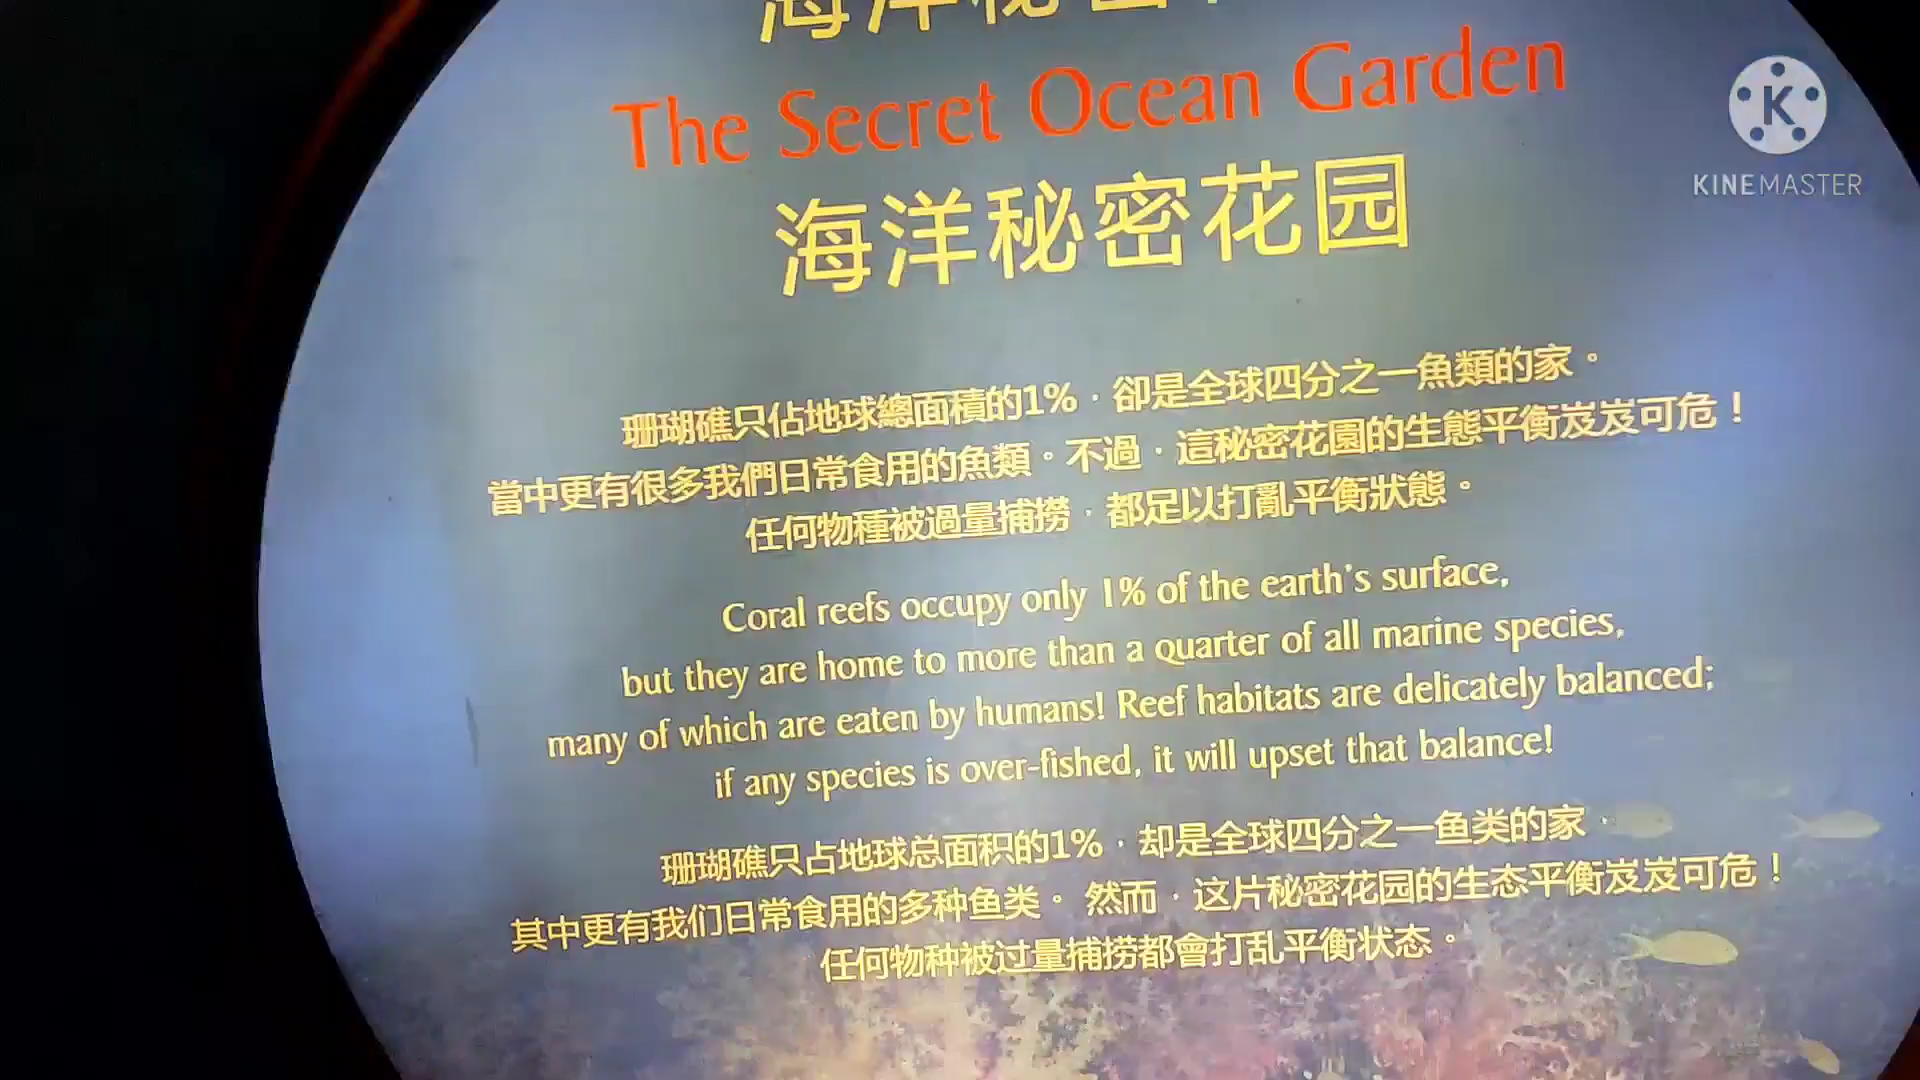 海洋秘密
The Secret Ocean Garden
海洋秘密花园
珊瑚礁只佔地球總面積的1%，卻是全球四分之一魚類的家。
當中更有很多我們日常食用的魚類。不過，這秘密花園的生態平衡岌岌可危！
任何物種被過量捕撈，都足以打亂平衡狀態。
Coral reefs occupy only 1% of the earth's surface,
but they are home to more than a quarter of all marine species,
many of which are eaten by humans! Reef habitats are delicately balanced;
if any species is over-fished, it will upset that balance!
珊瑚礁只占地球总面积的1%，却是全球四分之一鱼类的家，
其中更有我们日常食用的多种鱼类。然而，这片秘密花园的生态平衡岌岌可危！
任何物种被过量捕捞都會打乱平衡状态。
K
KINEMASTER